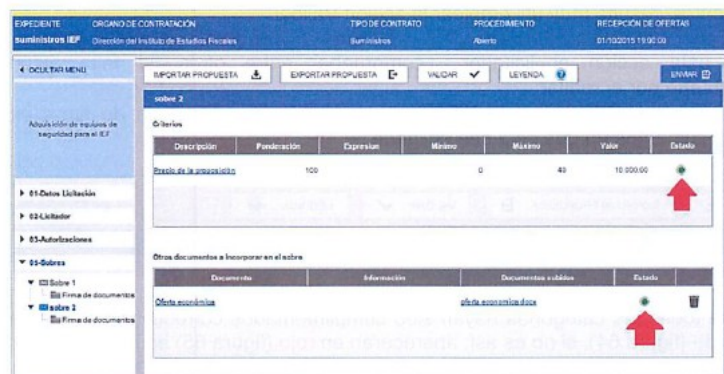 EXPEDIENTE ORGANO DE CONTRATACIÓN TIPO DE CONTRATO PROCEDIMIENTO RECEPCIÓN DE OFERTAS
suministros IEF Dirección del Instituto de Estudios Fiscales Suministros Abierto 01/10/2015 19:00:00
OCULTAR MENU
IMPORTAR PROPUESTA EXPORTAR PROPUESTA VALIDAR LEYENDA ENVIAR
sobre 2
Adquisición de equipos de
seguridad para el IEF
Criterios
Descripción Ponderación Expresion Mínimo Máximo Valor Estado
Precio de la proposición 100 0 40 10.000,00
01-Datos Licitación
02-Licitador
03-Autorizaciones
05-Sobres
Sobre 1
Firma de documentos
sobre 2
Firma de documentos
Otros documentos a incorporar en el sobre
Documento Información Documentos subidos Estado
Oferta económica oferta economica.docx